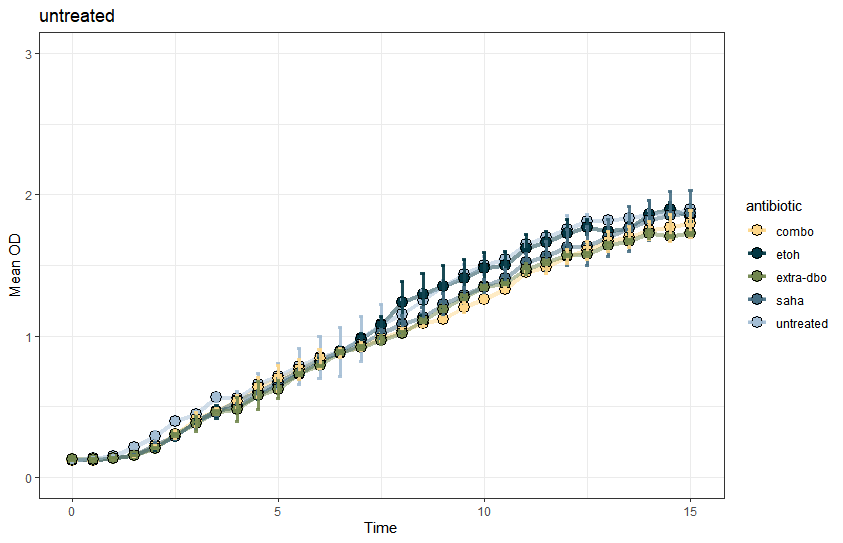 untreated
3
2
1
0
Mean OD
0
5
10
15
Time
antibiotic
combo
etoh
extra-dbo
saha
untreated